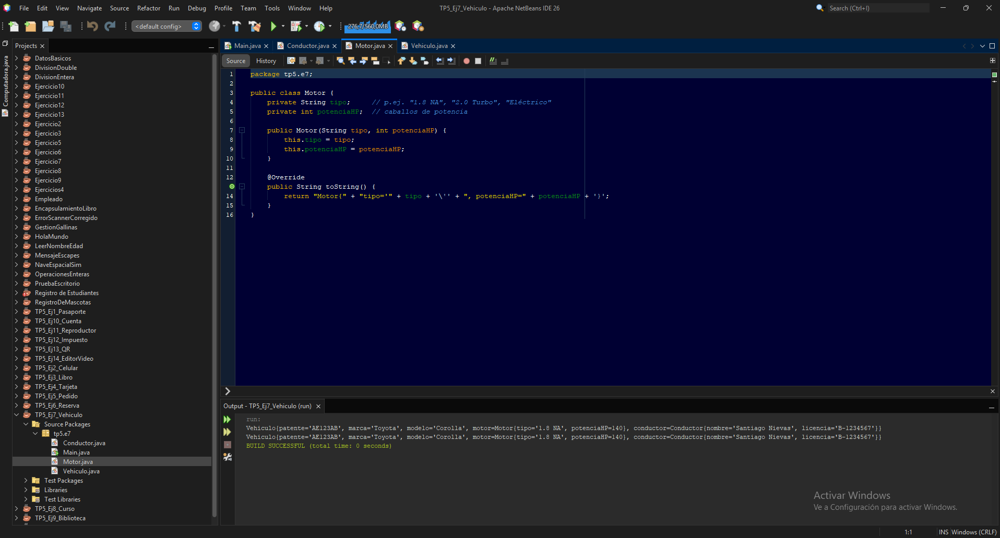 File Edit View Navigate Source Refactor Run Debug Profile Team Tools Window Help
TP5_Ej7_Vehiculo - Apache NetBeans IDE 26
Search (Ctrl+I)
<default config>
276,7/560,0MB
Computadora.java
Projects
DatosBasicos
DivisionDouble
DivisionEntera
Ejercicio10
Ejercicio11
Ejercicio12
Ejercicio13
Ejercicio2
Ejercicio3
Ejercicio5
Ejercicio6
Ejercicio7
Ejercicio8
Ejercicio9
Ejercicios4
Empleado
EncapsulamientoLibro
ErrorScannerCorregido
GestionGallinas
HolaMundo
LeerNombreEdad
MensajeEscapes
NaveEspacialSim
OperacionesEnteras
PruebaEscritorio
Registro de Estudiantes
RegistroDeMascotas
TP5_Ej1_Pasaporte
TP5_Ej10_Cuenta
TP5_Ej11_Reproductor
TP5_Ej12_Impuesto
TP5_Ej13_QR
TP5_Ej14_EditorVideo
TP5_Ej2_Celular
TP5_Ej3_Libro
TP5_Ej4_Tarjeta
TP5_Ej5_Pedido
TP5_Ej6_Reserva
TP5_Ej7_Vehiculo
Source Packages
tp5.e7
Conductor.java
Main.java
Motor.java
Vehiculo.java
Test Packages
Libraries
Test Libraries
TP5_Ej8_Curso
TP5_Ej9_Biblioteca
Main.java Conductor.java Motor.java Vehiculo.java
Source History
1 package tp5.e7;
2
3 public class Motor {
4 private String tipo; // p.ej. "1.8 NA", "2.0 Turbo", "Eléctrico"
5 private int potenciaHP; // caballos de potencia
6
7 public Motor(String tipo, int potenciaHP) {
8 this.tipo = tipo;
9 this.potenciaHP = potenciaHP;
10 }
11
12 @Override
public String toString() {
14 return "Motor{" + "tipo='" + tipo + '\'' + ", potenciaHP=" + potenciaHP + '}';
15 }
16 }
Output - TP5_Ej7_Vehiculo (run)
run:
Vehiculo{patente='AE123AB', marca='Toyota', modelo='Corolla', motor=Motor{tipo='1.8 NA', potenciaHP=140}, conductor=Conductor{nombre='Santiago Nievas', licencia='B-1234567'}}
Vehiculo{patente='AE123AB', marca='Toyota', modelo='Corolla', motor=Motor{tipo='1.8 NA', potenciaHP=140}, conductor=Conductor{nombre='Santiago Nievas', licencia='B-1234567'}}
BUILD SUCCESSFUL (total time: 0 seconds)
Activar Windows
Ve a Configuración para activar Windows.
1:1 INS Windows (CRLF)